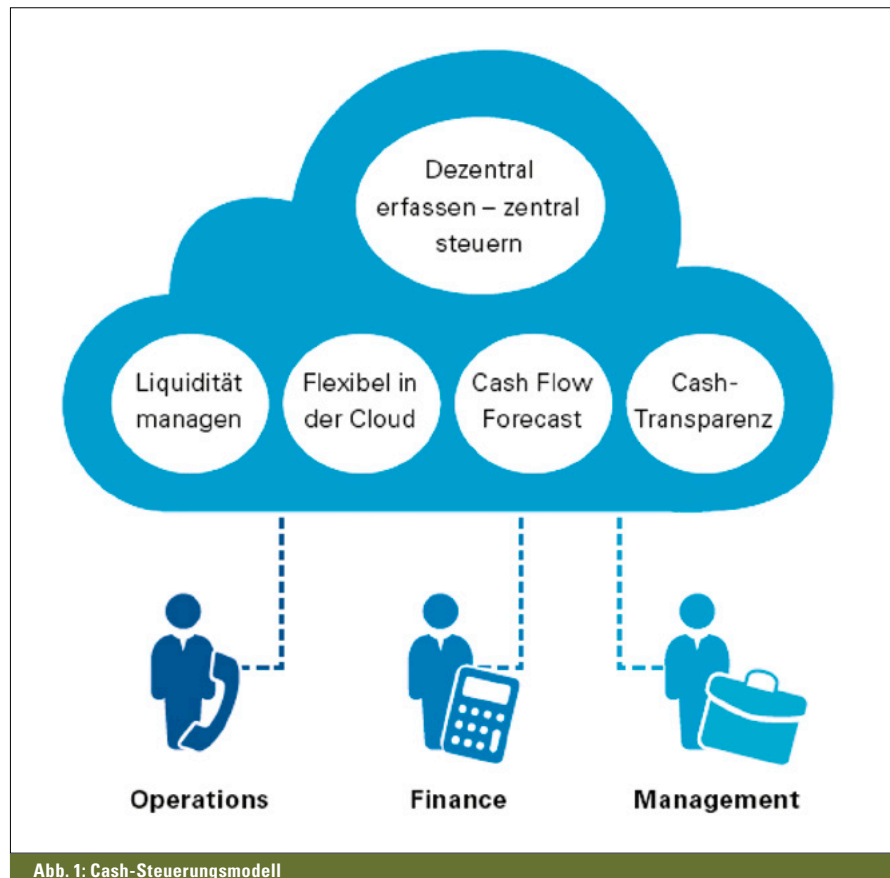 Dezentral
erfassen – zentral
steuern
Liquidität
managen
Flexibel in
der Cloud
Cash Flow
Forecast
Cash-
Transparenz
Operations
Finance
Management
Abb. 1: Cash-Steuerungsmodell